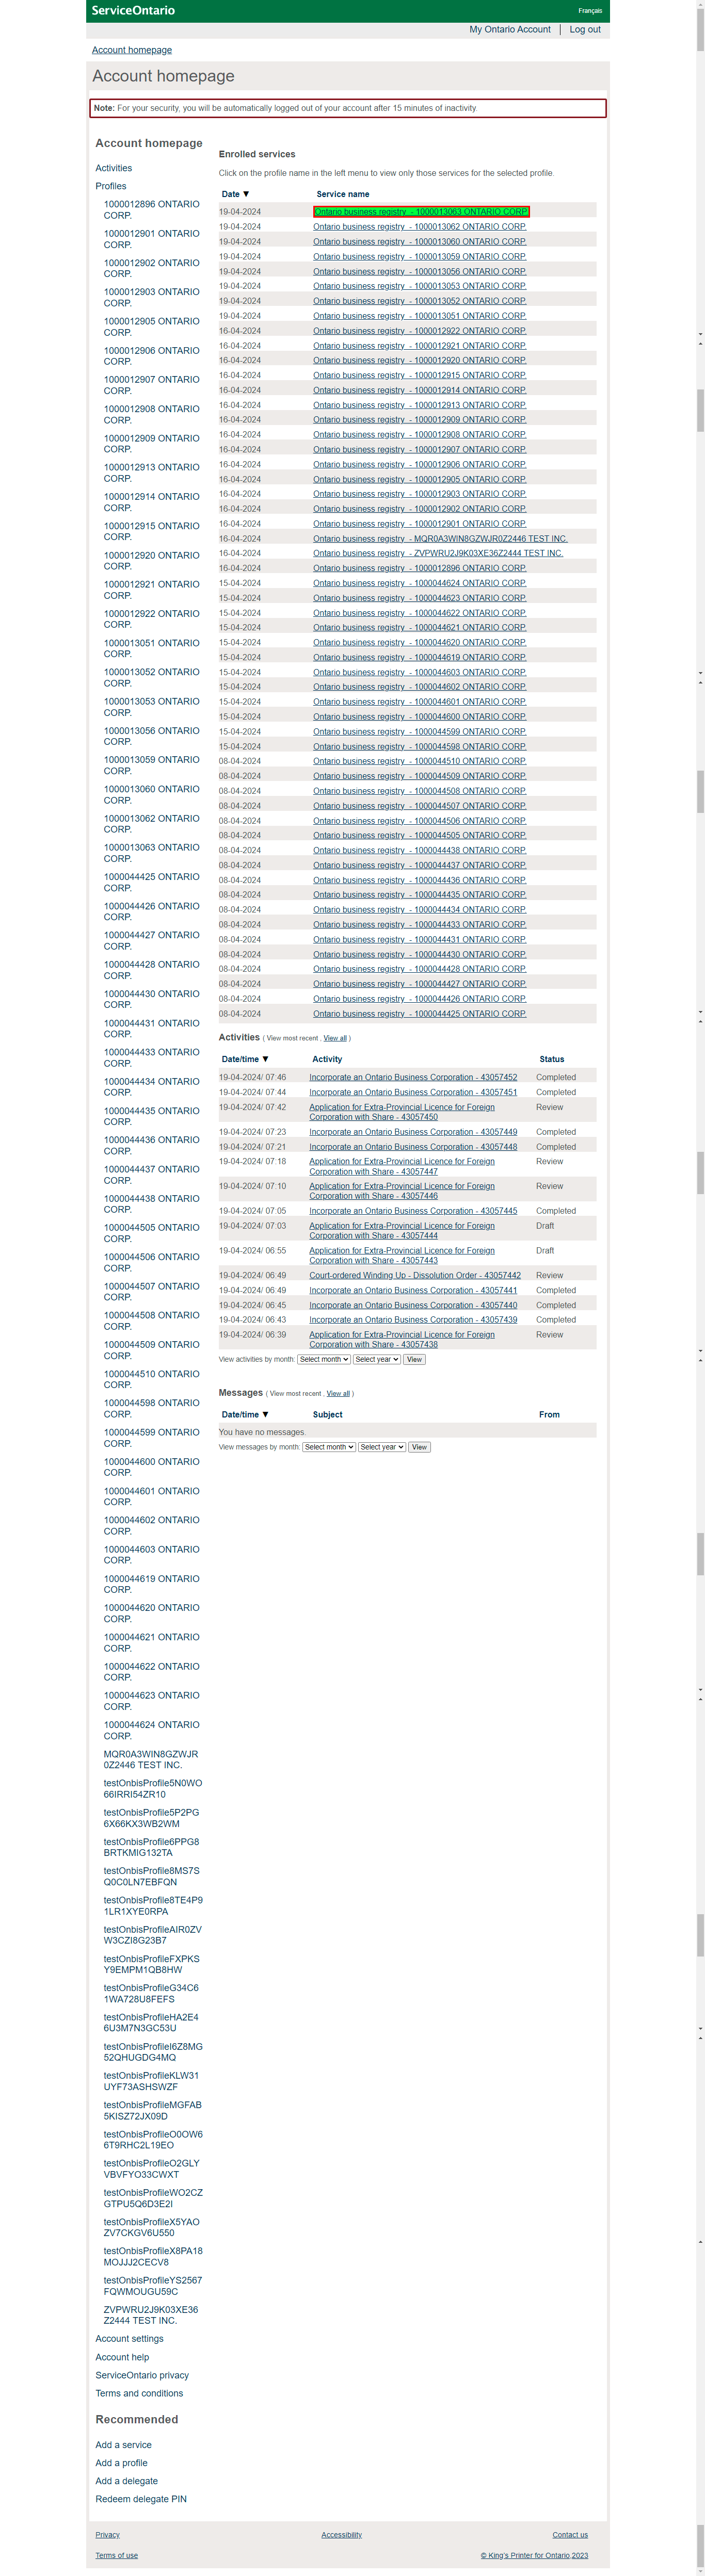 ServiceOntario
Français
My Ontario Account | Log out
Account homepage
Account homepage
Note: For your security, you will be automatically logged out of your account after 15 minutes of inactivity.
Account homepage
Activities
Profiles
1000012896 ONTARIO
CORP.
1000012901 ONTARIO
CORP.
1000012902 ONTARIO
CORP.
1000012903 ONTARIO
CORP.
1000012905 ONTARIO
CORP.
1000012906 ONTARIO
CORP.
1000012907 ONTARIO
CORP.
1000012908 ONTARIO
CORP.
1000012909 ONTARIO
CORP.
1000012913 ONTARIO
CORP.
1000012914 ONTARIO
CORP.
1000012915 ONTARIO
CORP.
1000012920 ONTARIO
CORP.
1000012921 ONTARIO
CORP.
1000012922 ONTARIO
CORP.
1000013051 ONTARIO
CORP.
1000013052 ONTARIO
CORP.
1000013053 ONTARIO
CORP.
1000013056 ONTARIO
CORP.
1000013059 ONTARIO
CORP.
1000013060 ONTARIO
CORP.
1000013062 ONTARIO
CORP.
1000013063 ONTARIO
CORP.
1000044425 ONTARIO
CORP.
1000044426 ONTARIO
CORP.
1000044427 ONTARIO
CORP.
1000044428 ONTARIO
CORP.
1000044430 ONTARIO
CORP.
1000044431 ONTARIO
CORP.
1000044433 ONTARIO
CORP.
1000044434 ONTARIO
CORP.
1000044435 ONTARIO
CORP.
1000044436 ONTARIO
CORP.
1000044437 ONTARIO
CORP.
1000044438 ONTARIO
CORP.
1000044505 ONTARIO
CORP.
1000044506 ONTARIO
CORP.
1000044507 ONTARIO
CORP.
1000044508 ONTARIO
CORP.
1000044509 ONTARIO
CORP.
1000044510 ONTARIO
CORP.
1000044598 ONTARIO
CORP.
1000044599 ONTARIO
CORP.
1000044600 ONTARIO
CORP.
1000044601 ONTARIO
CORP.
1000044602 ONTARIO
CORP.
1000044603 ONTARIO
CORP.
1000044619 ONTARIO
CORP.
1000044620 ONTARIO
CORP.
1000044621 ONTARIO
CORP.
1000044622 ONTARIO
CORP.
1000044623 ONTARIO
CORP.
1000044624 ONTARIO
CORP.
MQR0A3WIN8GZWJR
0Z2446 TEST INC.
testOnbisProfile5N0WO
66IRRI54ZR10
testOnbisProfile5P2PG
6X66KX3WB2WM
testOnbisProfile6PPG8
BRTKMIG132TA
testOnbisProfile8MS7S
Q0C0LN7EBFQN
testOnbisProfile8TE4P9
1LR1XYE0RPA
testOnbisProfileAIR0ZV
W3CZI8G23B7
testOnbisProfileFXPKS
Y9EMPM1QB8HW
testOnbisProfileG34C6
1WA728U8FEFS
testOnbisProfileHA2E4
6U3M7N3GC53U
testOnbisProfileI6Z8MG
52QHUGDG4MQ
testOnbisProfileKLW31
UYF73ASHSWZF
testOnbisProfileMGFAB
5KISZ72JX09D
testOnbisProfileO0OW6
6T9RHC2L19EO
testOnbisProfileO2GLY
VBVFYO33CWXT
testOnbisProfileWO2CZ
GTPU5Q6D3E2I
testOnbisProfileX5YAO
ZV7CKGV6U550
testOnbisProfileX8PA18
MOJJJ2CECV8
testOnbisProfileYS2567
FQWMOUGU59C
ZVPWRU2J9K03XE36
Z2444 TEST INC.
Account settings
Account help
ServiceOntario privacy
Terms and conditions
Recommended
Add a service
Add a profile
Add a delegate
Redeem delegate PIN
Enrolled services
Click on the profile name in the left menu to view only those services for the selected profile.
Date ▼ Service name
19-04-2024 Ontario business registry - 1000013063 ONTARIO CORP.
19-04-2024 Ontario business registry - 1000013062 ONTARIO CORP.
19-04-2024 Ontario business registry - 1000013060 ONTARIO CORP.
19-04-2024 Ontario business registry - 1000013059 ONTARIO CORP.
19-04-2024 Ontario business registry - 1000013056 ONTARIO CORP.
19-04-2024 Ontario business registry - 1000013053 ONTARIO CORP.
19-04-2024 Ontario business registry - 1000013052 ONTARIO CORP.
19-04-2024 Ontario business registry - 1000013051 ONTARIO CORP.
16-04-2024 Ontario business registry - 1000012922 ONTARIO CORP.
16-04-2024 Ontario business registry - 1000012921 ONTARIO CORP.
16-04-2024 Ontario business registry - 1000012920 ONTARIO CORP.
16-04-2024 Ontario business registry - 1000012915 ONTARIO CORP.
16-04-2024 Ontario business registry - 1000012914 ONTARIO CORP.
16-04-2024 Ontario business registry - 1000012913 ONTARIO CORP.
16-04-2024 Ontario business registry - 1000012909 ONTARIO CORP.
16-04-2024 Ontario business registry - 1000012908 ONTARIO CORP.
16-04-2024 Ontario business registry - 1000012907 ONTARIO CORP.
16-04-2024 Ontario business registry - 1000012906 ONTARIO CORP.
16-04-2024 Ontario business registry - 1000012905 ONTARIO CORP.
16-04-2024 Ontario business registry - 1000012903 ONTARIO CORP.
16-04-2024 Ontario business registry - 1000012902 ONTARIO CORP.
16-04-2024 Ontario business registry - 1000012901 ONTARIO CORP.
16-04-2024 Ontario business registry - MQR0A3WIN8GZWJR0Z2446 TEST INC.
16-04-2024 Ontario business registry - ZVPWRU2J9K03XE36Z2444 TEST INC.
16-04-2024 Ontario business registry - 1000012896 ONTARIO CORP.
15-04-2024 Ontario business registry - 1000044624 ONTARIO CORP.
15-04-2024 Ontario business registry - 1000044623 ONTARIO CORP.
15-04-2024 Ontario business registry - 1000044622 ONTARIO CORP.
15-04-2024 Ontario business registry - 1000044621 ONTARIO CORP.
15-04-2024 Ontario business registry - 1000044620 ONTARIO CORP.
15-04-2024 Ontario business registry - 1000044619 ONTARIO CORP.
15-04-2024 Ontario business registry - 1000044603 ONTARIO CORP.
15-04-2024 Ontario business registry - 1000044602 ONTARIO CORP.
15-04-2024 Ontario business registry - 1000044601 ONTARIO CORP.
15-04-2024 Ontario business registry - 1000044600 ONTARIO CORP.
15-04-2024 Ontario business registry - 1000044599 ONTARIO CORP.
15-04-2024 Ontario business registry - 1000044598 ONTARIO CORP.
08-04-2024 Ontario business registry - 1000044510 ONTARIO CORP.
08-04-2024 Ontario business registry - 1000044509 ONTARIO CORP.
08-04-2024 Ontario business registry - 1000044508 ONTARIO CORP.
08-04-2024 Ontario business registry - 1000044507 ONTARIO CORP.
08-04-2024 Ontario business registry - 1000044506 ONTARIO CORP.
08-04-2024 Ontario business registry - 1000044505 ONTARIO CORP.
08-04-2024 Ontario business registry - 1000044438 ONTARIO CORP.
08-04-2024 Ontario business registry - 1000044437 ONTARIO CORP.
08-04-2024 Ontario business registry - 1000044436 ONTARIO CORP.
08-04-2024 Ontario business registry - 1000044435 ONTARIO CORP.
08-04-2024 Ontario business registry - 1000044434 ONTARIO CORP.
08-04-2024 Ontario business registry - 1000044433 ONTARIO CORP.
08-04-2024 Ontario business registry - 1000044431 ONTARIO CORP.
08-04-2024 Ontario business registry - 1000044430 ONTARIO CORP.
08-04-2024 Ontario business registry - 1000044428 ONTARIO CORP.
08-04-2024 Ontario business registry - 1000044427 ONTARIO CORP.
08-04-2024 Ontario business registry - 1000044426 ONTARIO CORP.
08-04-2024 Ontario business registry - 1000044425 ONTARIO CORP.
Activities ( View most recent , View all )
Date/time ▼ Activity Status
19-04-2024/ 07:46 Incorporate an Ontario Business Corporation - 43057452 Completed
19-04-2024/ 07:44 Incorporate an Ontario Business Corporation - 43057451 Completed
19-04-2024/ 07:42 Application for Extra-Provincial Licence for Foreign Review
Corporation with Share - 43057450
19-04-2024/ 07:23 Incorporate an Ontario Business Corporation - 43057449 Completed
19-04-2024/ 07:21 Incorporate an Ontario Business Corporation - 43057448 Completed
19-04-2024/ 07:18 Application for Extra-Provincial Licence for Foreign Review
Corporation with Share - 43057447
19-04-2024/ 07:10 Application for Extra-Provincial Licence for Foreign Review
Corporation with Share - 43057446
19-04-2024/ 07:05 Incorporate an Ontario Business Corporation - 43057445 Completed
19-04-2024/ 07:03 Application for Extra-Provincial Licence for Foreign Draft
Corporation with Share - 43057444
19-04-2024/ 06:55 Application for Extra-Provincial Licence for Foreign Draft
Corporation with Share - 43057443
19-04-2024/ 06:49 Court-ordered Winding Up - Dissolution Order - 43057442 Review
19-04-2024/ 06:49 Incorporate an Ontario Business Corporation - 43057441 Completed
19-04-2024/ 06:45 Incorporate an Ontario Business Corporation - 43057440 Completed
19-04-2024/ 06:43 Incorporate an Ontario Business Corporation - 43057439 Completed
19-04-2024/ 06:39 Application for Extra-Provincial Licence for Foreign Review
Corporation with Share - 43057438
View activities by month: Select month Select year View
Messages ( View most recent , View all )
Date/time ▼ Subject From
You have no messages.
View messages by month: Select month Select year View
Privacy Accessibility Contact us
Terms of use © King's Printer for Ontario 2023